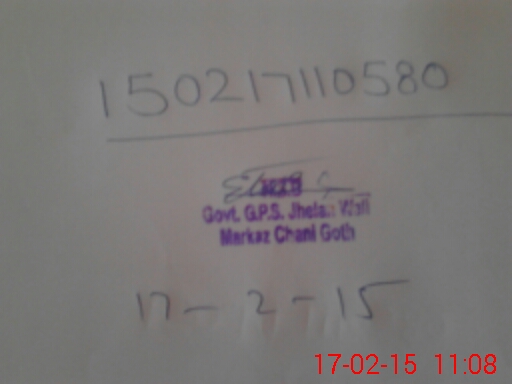 150217110580
Govt. G.P.S. Jhelan Wali
Markaz Chani Goth
17 - 2 - 15
17-02-15 11:08